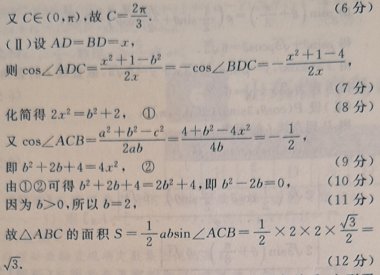 又 C∈(0,π),故 C=2π/3. (6 分)
(Ⅱ)设 AD=BD=x,
则 cos∠ADC=(x²+1-b²)/(2x)=-cos∠BDC=-(x²+1-4)/(2x),
(7 分)
化简得 2x²=b²+2, ① (8 分)
又 cos∠ACB=(a²+b²-c²)/(2ab)=(4+b²-4x²)/(4b)=-1/2,
即 b²+2b+4=4x², ② (9 分)
由①②可得 b²+2b+4=2b²+4,即 b²-2b=0, (10 分)
因为 b>0,所以 b=2, (11 分)
故△ABC 的面积 S=1/2 absin∠ACB=1/2×2×2×√3/2=
√3. (12 分)